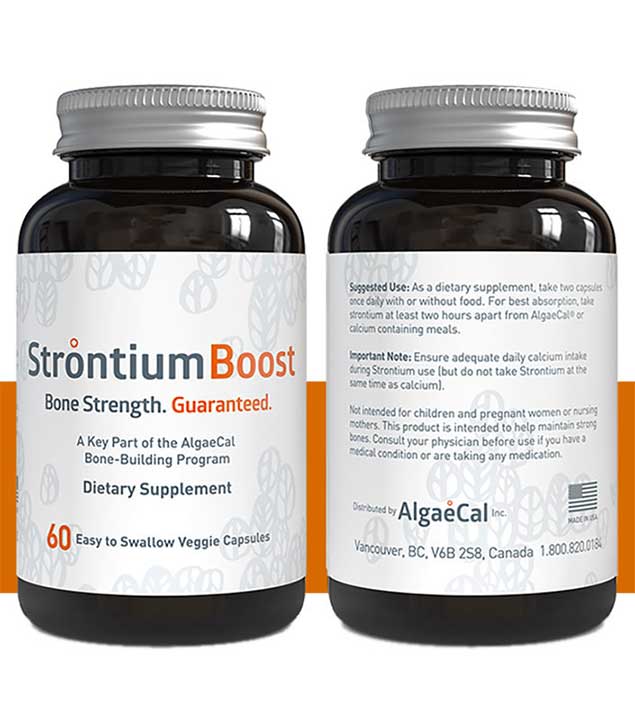 Strontium Boost
Bone Strength. Guaranteed.
A Key Part of the AlgaeCal
Bone-Building Program
Dietary Supplement
60 Easy to Swallow Veggie Capsules
Suggested Use: As a dietary supplement, take two capsules
once daily with or without food. For best absorption, take
strontium at least two hours apart from AlgaeCal® or
calcium containing meals.
Important Note: Ensure adequate daily calcium intake
during Strontium use (but do not take Strontium at the
same time as calcium).
Not intended for children and pregnant women or nursing
mothers. This product is intended to help maintain strong
bones. Consult your physician before use if you have a
medical condition or are taking any medication.
Distributed by AlgaeCal Inc.
MADE IN USA
Vancouver, BC, V6B 2S8, Canada 1.800.820.0184